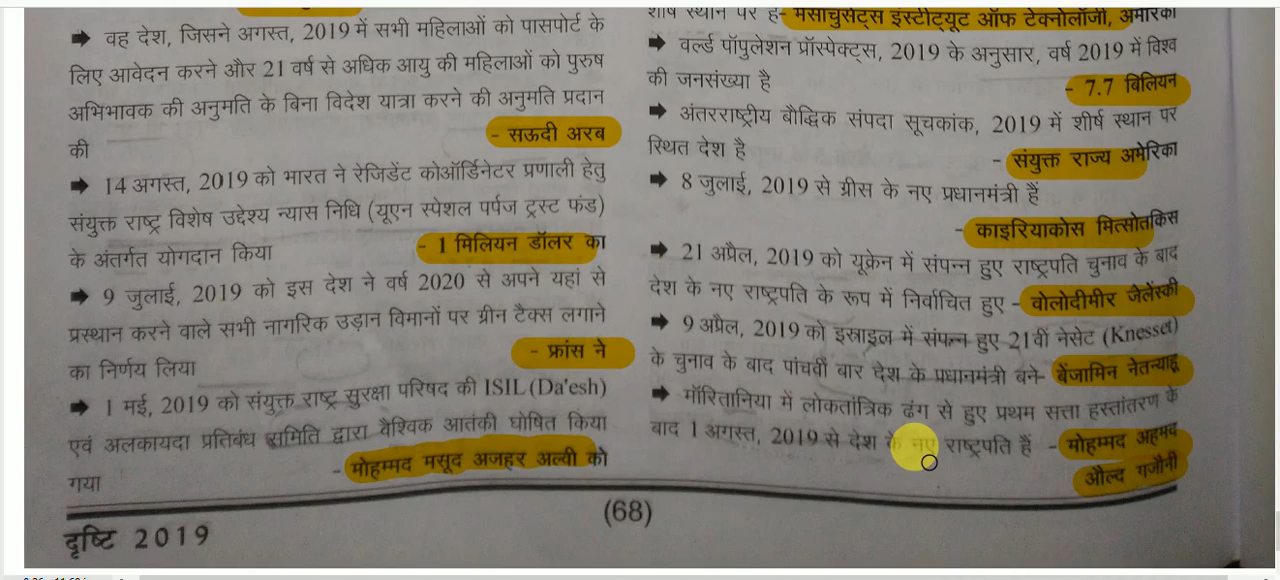 ➡ वह देश, जिसने अगस्त, 2019 में सभी महिलाओं को पासपोर्ट के
लिए आवेदन करने और 21 वर्ष से अधिक आयु की महिलाओं को पुरुष
अभिभावक की अनुमति के बिना विदेश यात्रा करने की अनुमति प्रदान
की - सऊदी अरब
➡ 14 अगस्त, 2019 को भारत ने रेजिडेंट कोऑर्डिनेटर प्रणाली हेतु
संयुक्त राष्ट्र विशेष उद्देश्य न्यास निधि (यूएन स्पेशल पर्पज ट्रस्ट फंड)
के अंतर्गत योगदान किया - 1 मिलियन डॉलर का
➡ 9 जुलाई, 2019 को इस देश ने वर्ष 2020 से अपने यहां से
प्रस्थान करने वाले सभी नागरिक उड़ान विमानों पर ग्रीन टैक्स लगाने
का निर्णय लिया - फ्रांस ने
➡ 1 मई, 2019 को संयुक्त राष्ट्र सुरक्षा परिषद की ISIL (Da'esh)
एवं अलकायदा प्रतिबंध समिति द्वारा वैश्विक आतंकी घोषित किया
गया - मोहम्मद मसूद अजहर अल्वी को
शीर्ष स्थान पर है- मसाचुसेट्स इंस्टीट्यूट ऑफ टेक्नोलॉजी, अमेरिका
➡ वर्ल्ड पॉपुलेशन प्रॉस्पेक्ट्स, 2019 के अनुसार, वर्ष 2019 में विश्व
की जनसंख्या है - 7.7 बिलियन
➡ अंतरराष्ट्रीय बौद्धिक संपदा सूचकांक, 2019 में शीर्ष स्थान पर
स्थित देश है - संयुक्त राज्य अमेरिका
➡ 8 जुलाई, 2019 से ग्रीस के नए प्रधानमंत्री हैं
- काइरियाकोस मित्सोतकिस
➡ 21 अप्रैल, 2019 को यूक्रेन में संपन्न हुए राष्ट्रपति चुनाव के बाद
देश के नए राष्ट्रपति के रूप में निर्वाचित हुए - वोलोदीमीर जेलेंस्की
➡ 9 अप्रैल, 2019 को इस्राइल में संपन्न हुए 21वीं नेसेट (Knesset)
के चुनाव के बाद पांचवीं बार देश के प्रधानमंत्री बने- बेंजामिन नेतन्याहू
➡ मॉरितानिया में लोकतांत्रिक ढंग से हुए प्रथम सत्ता हस्तांतरण के
बाद 1 अगस्त, 2019 से देश के नए राष्ट्रपति हैं - मोहम्मद अहमद
औल्द गजौनी
(68)
दृष्टि 2019